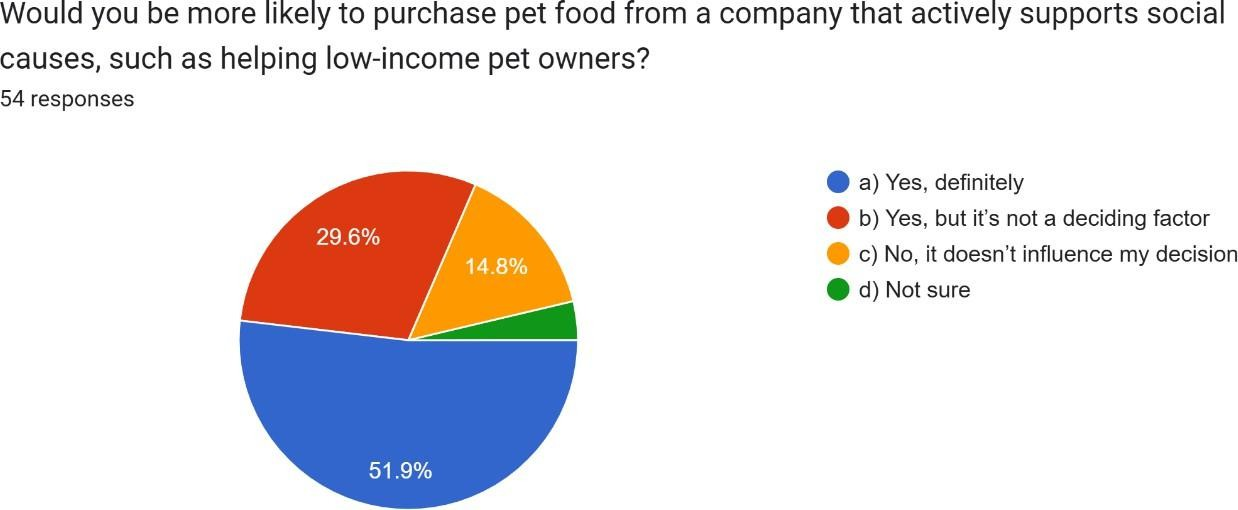 Would you be more likely to purchase pet food from a company that actively supports social
causes, such as helping low-income pet owners?
54 responses
a) Yes, definitely
b) Yes, but it’s not a deciding factor
c) No, it doesn’t influence my decision
d) Not sure
29.6%
14.8%
51.9%